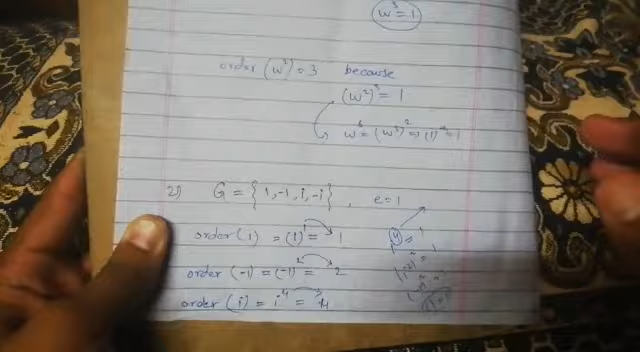 w³ = 1
order (w²) = 3 because
(w²)³ = 1
w⁶ = (w³)² = (1)² = 1
2) G = {1, -1, i, -i}, e = 1
order (1) = (1)¹ = 1
order (-1) = (-1)² = 2
order (i) = i⁴ = 4